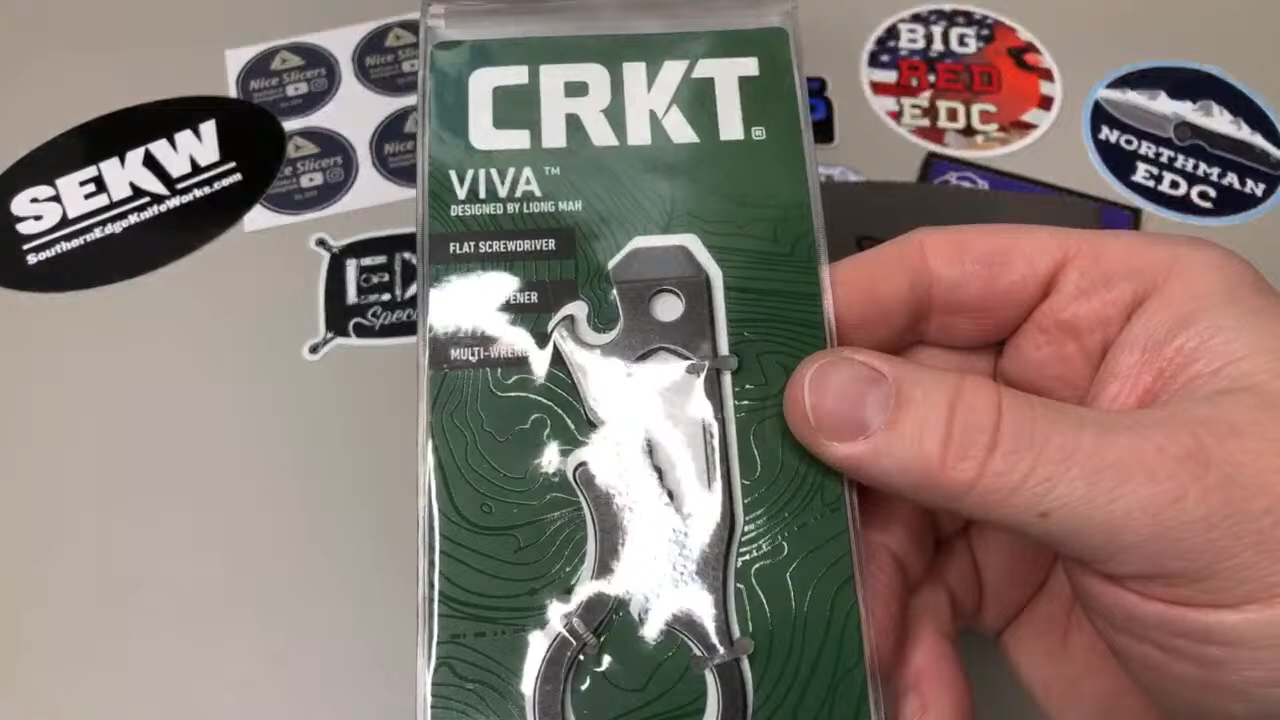 CRKT®
VIVA™
DESIGNED BY LIONG MAH
FLAT SCREWDRIVER
SEKW
SouthernEdgeKnifeWorks.com
Nice Slicers
Nice Slicers
BIG
RED
EDC
NORTHMAN
EDC